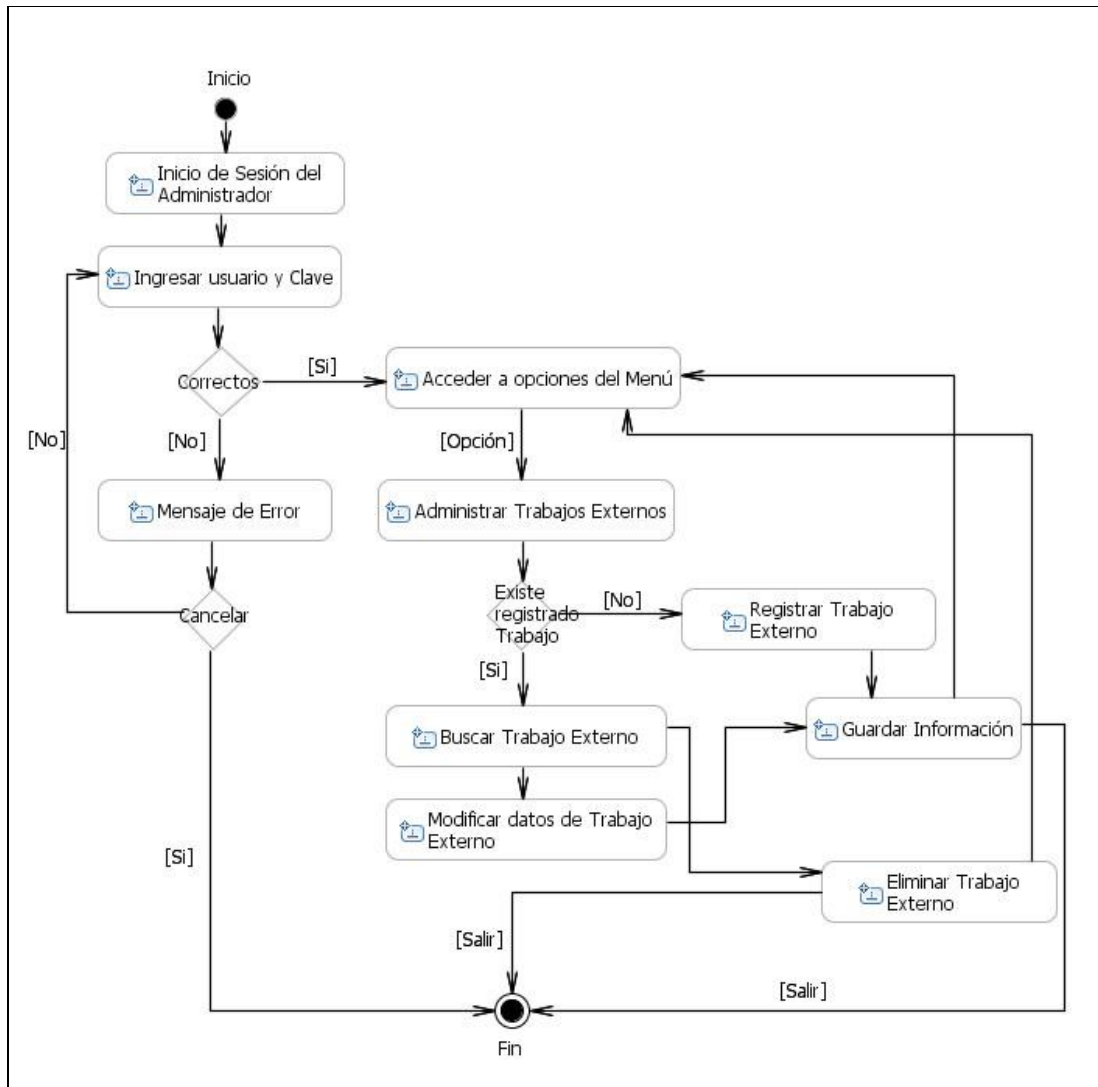 Inicio
Inicio de Sesión del
Administrador
Ingresar usuario y Clave
Correctos
[Si]
Acceder a opciones del Menú
[No]
[No]
[Opción]
Mensaje de Error
Administrar Trabajos Externos
Cancelar
Existe
registrado
Trabajo
[No]
Registrar Trabajo
Externo
[Si]
Buscar Trabajo Externo
Guardar Información
Modificar datos de Trabajo
Externo
[Si]
Eliminar Trabajo
Externo
[Salir]
[Salir]
Fin